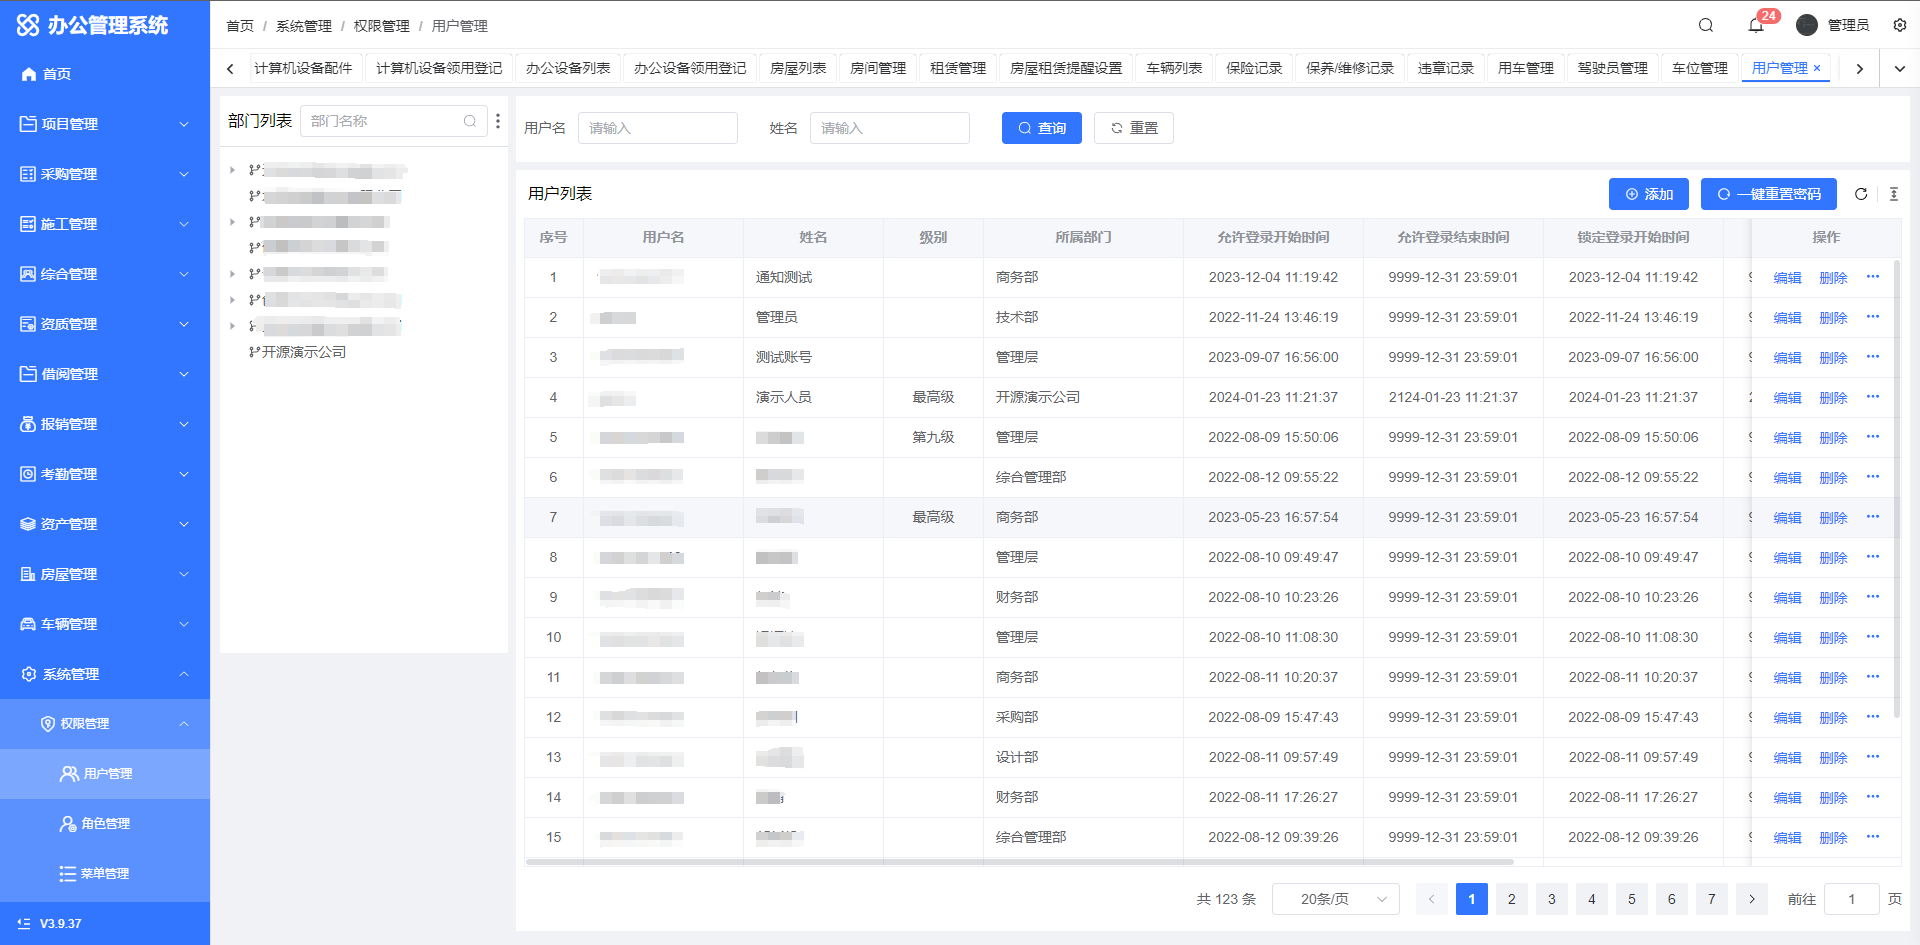 办公管理系统
首页 / 系统管理 / 权限管理 / 用户管理
24
管理员
计算机设备配件 计算机设备领用登记 办公设备列表 办公设备领用登记 房屋列表 房间管理 租赁管理 房屋租赁提醒设置 车辆列表 保险记录 保养/维修记录 违章记录 用车管理 驾驶员管理 车位管理 用户管理 ×
首页
项目管理
采购管理
施工管理
综合管理
资质管理
借阅管理
报销管理
考勤管理
资产管理
房屋管理
车辆管理
系统管理
权限管理
用户管理
角色管理
菜单管理
V3.9.37
部门列表 部门名称
开源演示公司
用户名 请输入 姓名 请输入 查询 重置
用户列表 添加 一键重置密码
序号 用户名 姓名 级别 所属部门 允许登录开始时间 允许登录结束时间 锁定登录开始时间 操作
1 通知测试 商务部 2023-12-04 11:19:42 9999-12-31 23:59:01 2023-12-04 11:19:42 编辑 删除 ···
2 管理员 技术部 2022-11-24 13:46:19 9999-12-31 23:59:01 2022-11-24 13:46:19 编辑 删除 ···
3 测试账号 管理层 2023-09-07 16:56:00 9999-12-31 23:59:01 2023-09-07 16:56:00 编辑 删除 ···
4 演示人员 最高级 开源演示公司 2024-01-23 11:21:37 2124-01-23 11:21:37 2024-01-23 11:21:37 编辑 删除 ···
5 第九级 管理层 2022-08-09 15:50:06 9999-12-31 23:59:01 2022-08-09 15:50:06 编辑 删除 ···
6 综合管理部 2022-08-12 09:55:22 9999-12-31 23:59:01 2022-08-12 09:55:22 编辑 删除 ···
7 最高级 商务部 2023-05-23 16:57:54 9999-12-31 23:59:01 2023-05-23 16:57:54 编辑 删除 ···
8 管理层 2022-08-10 09:49:47 9999-12-31 23:59:01 2022-08-10 09:49:47 编辑 删除 ···
9 财务部 2022-08-10 10:23:26 9999-12-31 23:59:01 2022-08-10 10:23:26 编辑 删除 ···
10 管理层 2022-08-10 11:08:30 9999-12-31 23:59:01 2022-08-10 11:08:30 编辑 删除 ···
11 商务部 2022-08-11 10:20:37 9999-12-31 23:59:01 2022-08-11 10:20:37 编辑 删除 ···
12 采购部 2022-08-09 15:47:43 9999-12-31 23:59:01 2022-08-09 15:47:43 编辑 删除 ···
13 设计部 2022-08-11 09:57:49 9999-12-31 23:59:01 2022-08-11 09:57:49 编辑 删除 ···
14 财务部 2022-08-11 17:26:27 9999-12-31 23:59:01 2022-08-11 17:26:27 编辑 删除 ···
15 综合管理部 2022-08-12 09:39:26 9999-12-31 23:59:01 2022-08-12 09:39:26 编辑 删除 ···
共 123 条 20条/页 1 2 3 4 5 6 7 前往 1 页